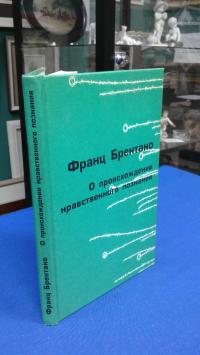 Франц Брентано
О происхождении
нравственного познания
Франц Брентано О происхождении нравственного познания